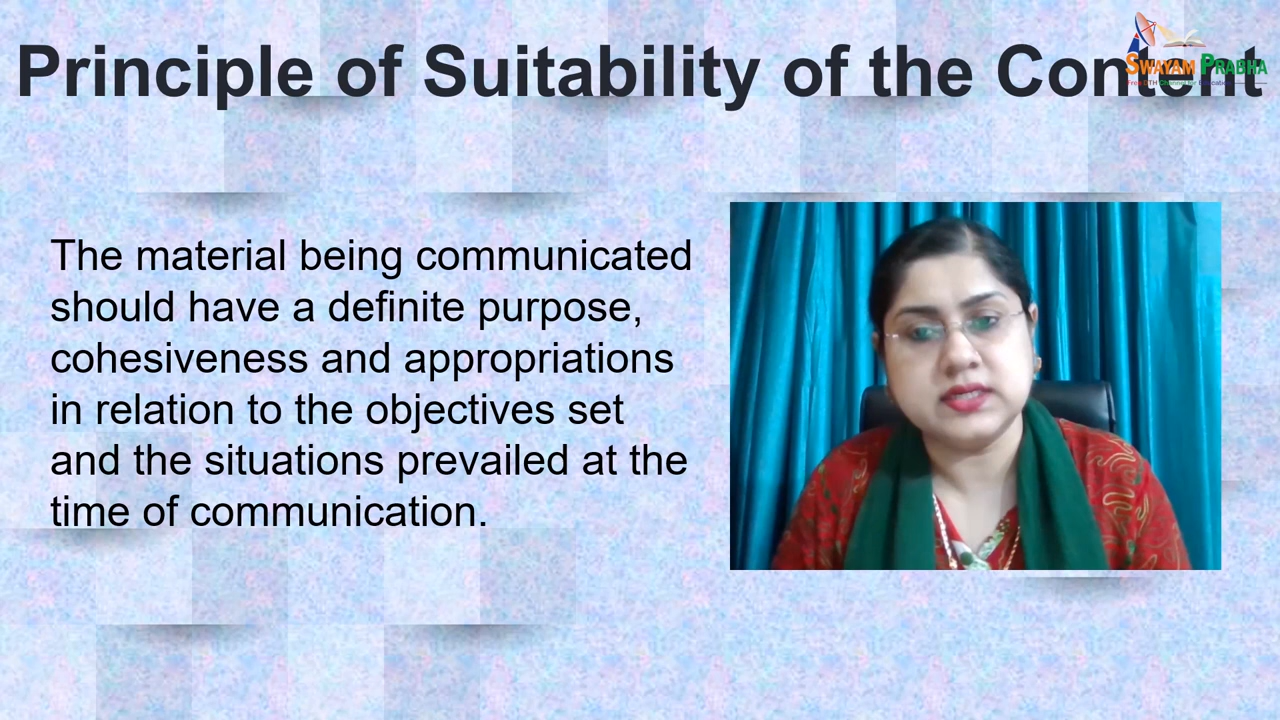 Principle of Suitability of the Content
SWAYAM PRABHA
The material being communicated
should have a definite purpose,
cohesiveness and appropriations
in relation to the objectives set
and the situations prevailed at the
time of communication.